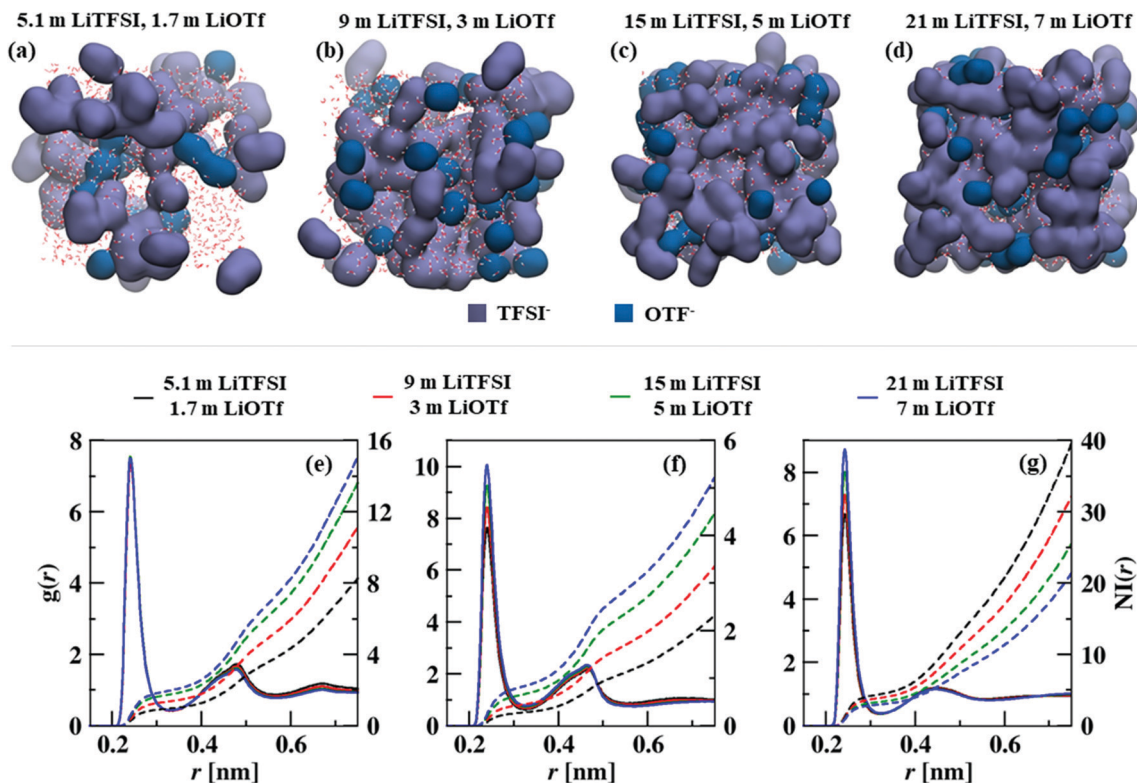 5.1 m LiTFSI, 1.7 m LiOTf
9 m LiTFSI, 3 m LiOTf
15 m LiTFSI, 5 m LiOTf
21 m LiTFSI, 7 m LiOTf
(a)
(b)
(c)
(d)
TFSI-
OTF-
5.1 m LiTFSI
1.7 m LiOTf
9 m LiTFSI
3 m LiOTf
15 m LiTFSI
5 m LiOTf
21 m LiTFSI
7 m LiOTf
(e)
g(r)
8
6
4
2
0
16
12
8
4
0
0.2
0.4
0.6
r [nm]
(f)
10
8
6
4
2
0
6
4
2
0
0.2
0.4
0.6
r [nm]
(g)
8
6
4
2
0
40
30
20
10
0
NI(r)
0.2
0.4
0.6
r [nm]